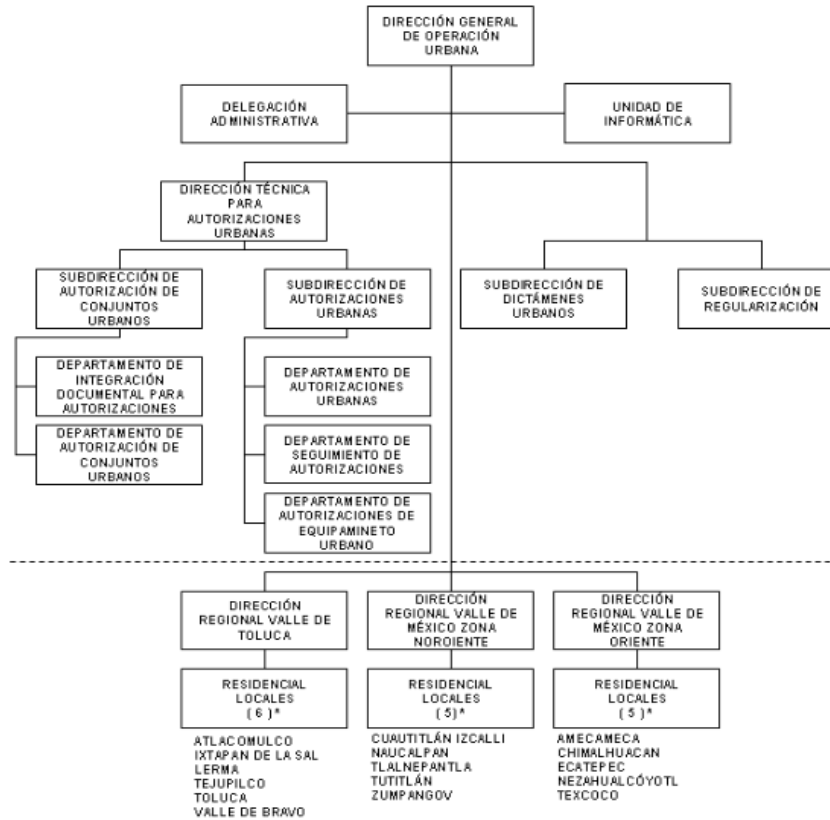 DIRECCIÓN GENERAL
DE OPERACIÓN
URBANA
DELEGACIÓN
ADMINISTRATIVA
UNIDAD DE
INFORMÁTICA
DIRECCIÓN TÉCNICA
PARA
AUTORIZACIONES
URBANAS
SUBDIRECCIÓN DE
AUTORIZACIÓN DE
CONJUNTOS
URBANOS
SUBDIRECCIÓN DE
AUTORIZACIONES
URBANAS
SUBDIRECCIÓN DE
DICTÁMENES
URBANOS
SUBDIRECCIÓN DE
REGULARIZACIÓN
DEPARTAMENTO DE
INTEGRACIÓN
DOCUMENTAL PARA
AUTORIZACIONES
DEPARTAMENTO DE
AUTORIZACIONES
URBANAS
DEPARTAMENTO DE
AUTORIZACIÓN DE
CONJUNTOS
URBANOS
DEPARTAMENTO DE
SEGUIMIENTO DE
AUTORIZACIONES
DEPARTAMENTO DE
AUTORIZACIONES DE
EQUIPAMINETO
URBANO
DIRECCIÓN
REGIONAL VALLE DE
TOLUCA
DIRECCIÓN
REGIONAL VALLE DE
MÉXICO ZONA
NOROIENTE
DIRECCIÓN
REGIONAL VALLE DE
MÉXICO ZONA
ORIENTE
RESIDENCIAL
LOCALES
( 6 )*
RESIDENCIAL
LOCALES
( 5)*
RESIDENCIAL
LOCALES
( 5 )*
ATLACOMULCO
IXTAPAN DE LA SAL
LERMA
TEJUPILCO
TOLUCA
VALLE DE BRAVO
CUAUTITLÁN IZCALLI
NAUCALPAN
TLALNEPANTLA
TUTITLÁN
ZUMPANGOV
AMECAMECA
CHIMALHUACAN
ECATEPEC
NEZAHUALCÓYOTL
TEXCOCO